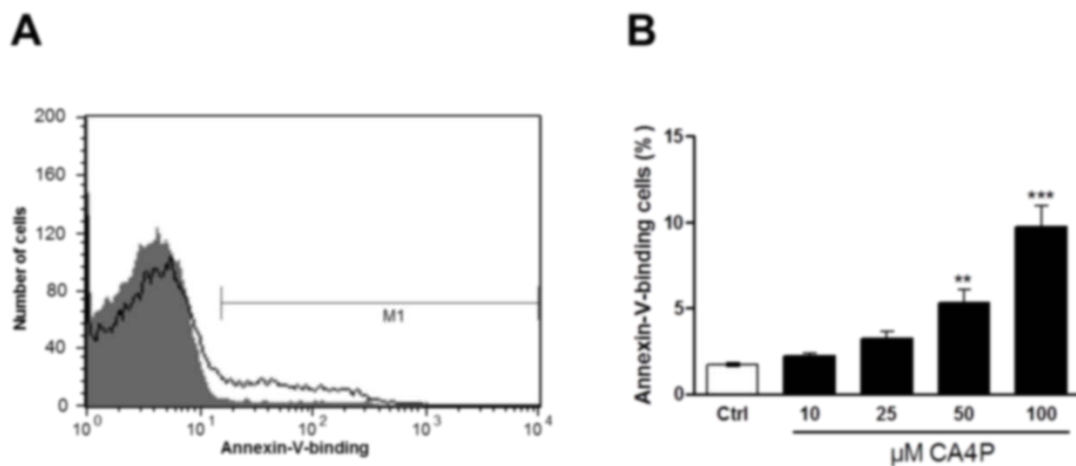 A
200
160
120
80
40
0
Number of cells
M1
10^0 10^1 10^2 10^3 10^4
Annexin-V-binding
B
15
10
5
0
Annexin-V-binding cells (%)
**
***
Ctrl 10 25 50 100
µM CA4P